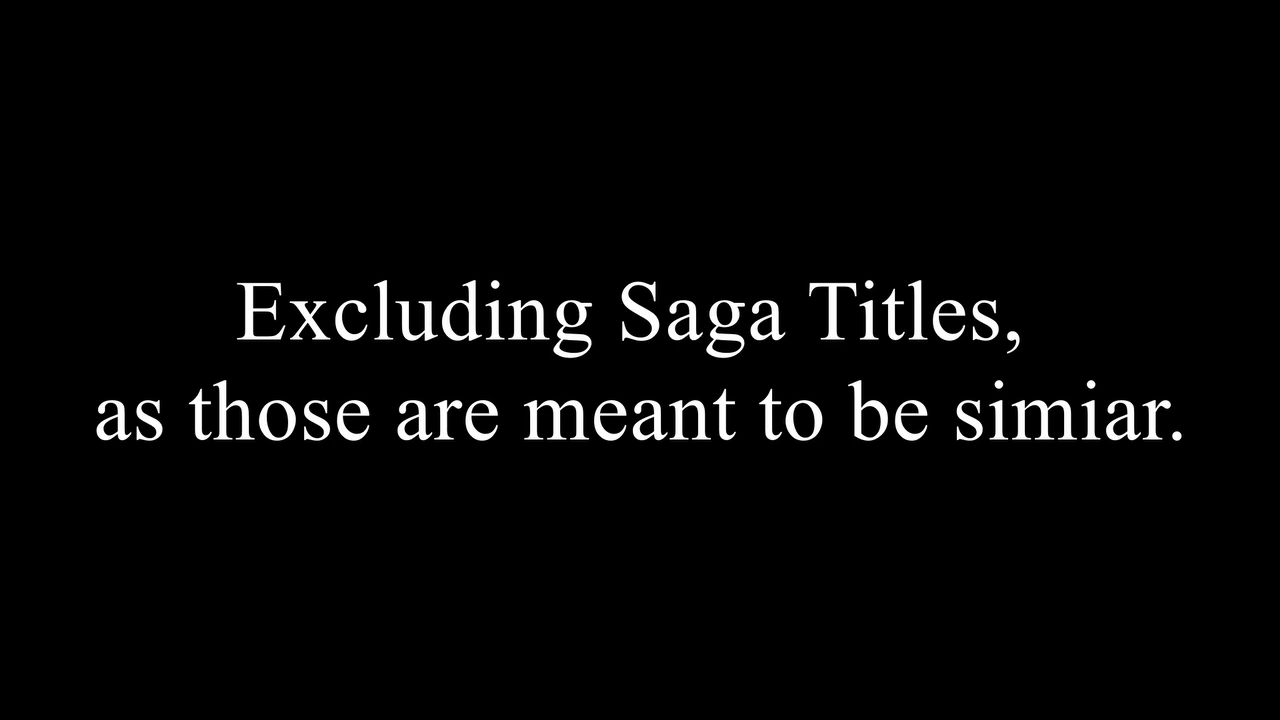 Excluding Saga Titles,
as those are meant to be simiar.